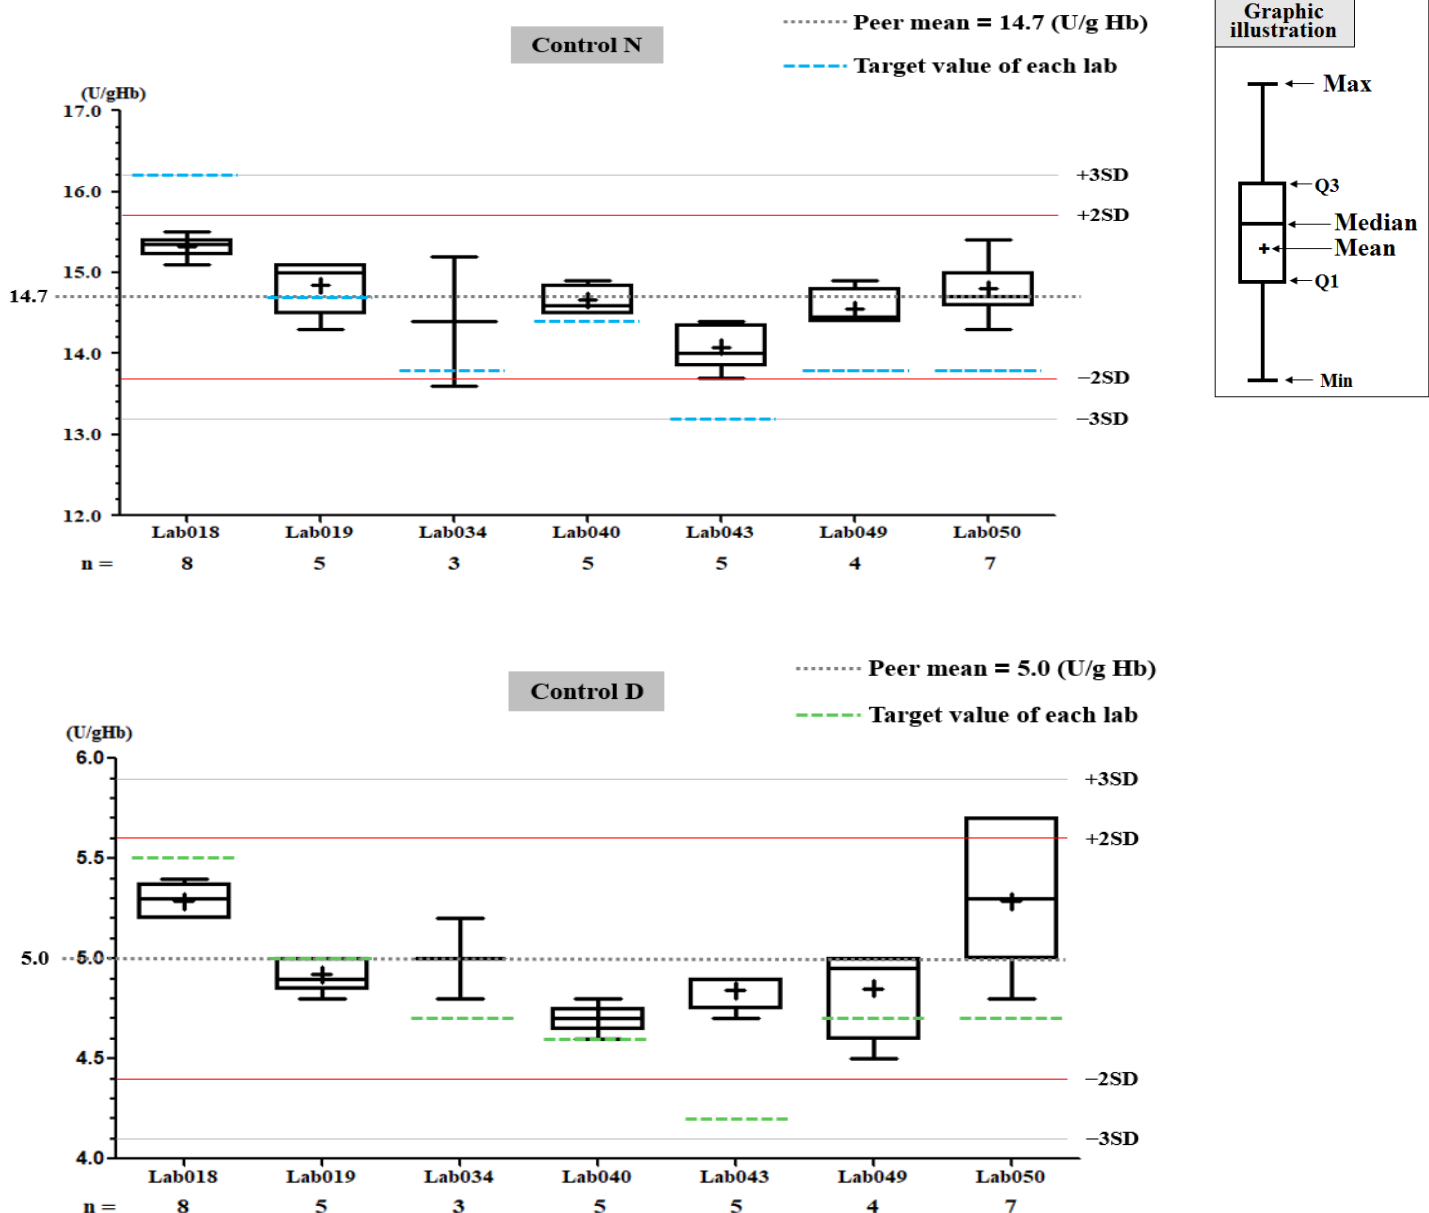 Control N
Peer mean = 14.7 (U/g Hb)
Target value of each lab
(U/gHb)
17.0
+3SD
16.0
+2SD
15.0
14.7
14.0
−2SD
−3SD
13.0
12.0
Lab018 Lab019 Lab034 Lab040 Lab043 Lab049 Lab050
n = 8 5 3 5 5 4 7
Graphic
illustration
Max
Q3
Median
Mean
Q1
Min
Control D
Peer mean = 5.0 (U/g Hb)
Target value of each lab
(U/gHb)
6.0
+3SD
+2SD
5.5
5.0 5.0
4.5
−2SD
−3SD
4.0
Lab018 Lab019 Lab034 Lab040 Lab043 Lab049 Lab050
n = 8 5 3 5 5 4 7